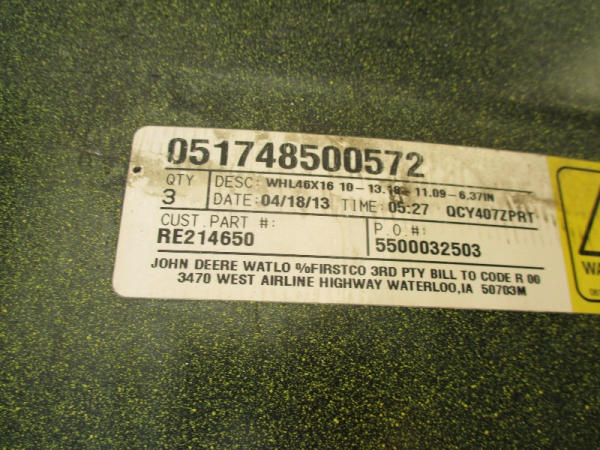 051748500572
QTY DESC: WHL46X16 10 - 13.18- 11.09-6.37IN
3 DATE: 04/18/13 TIME: 05:27 QCY407ZPRT
CUST. PART #: P.O.#:
RE214650 5500032503
JOHN DEERE WATLO %FIRSTCO 3RD PTY BILL TO CODE R 00
3470 WEST AIRLINE HIGHWAY WATERLOO,IA 50703M